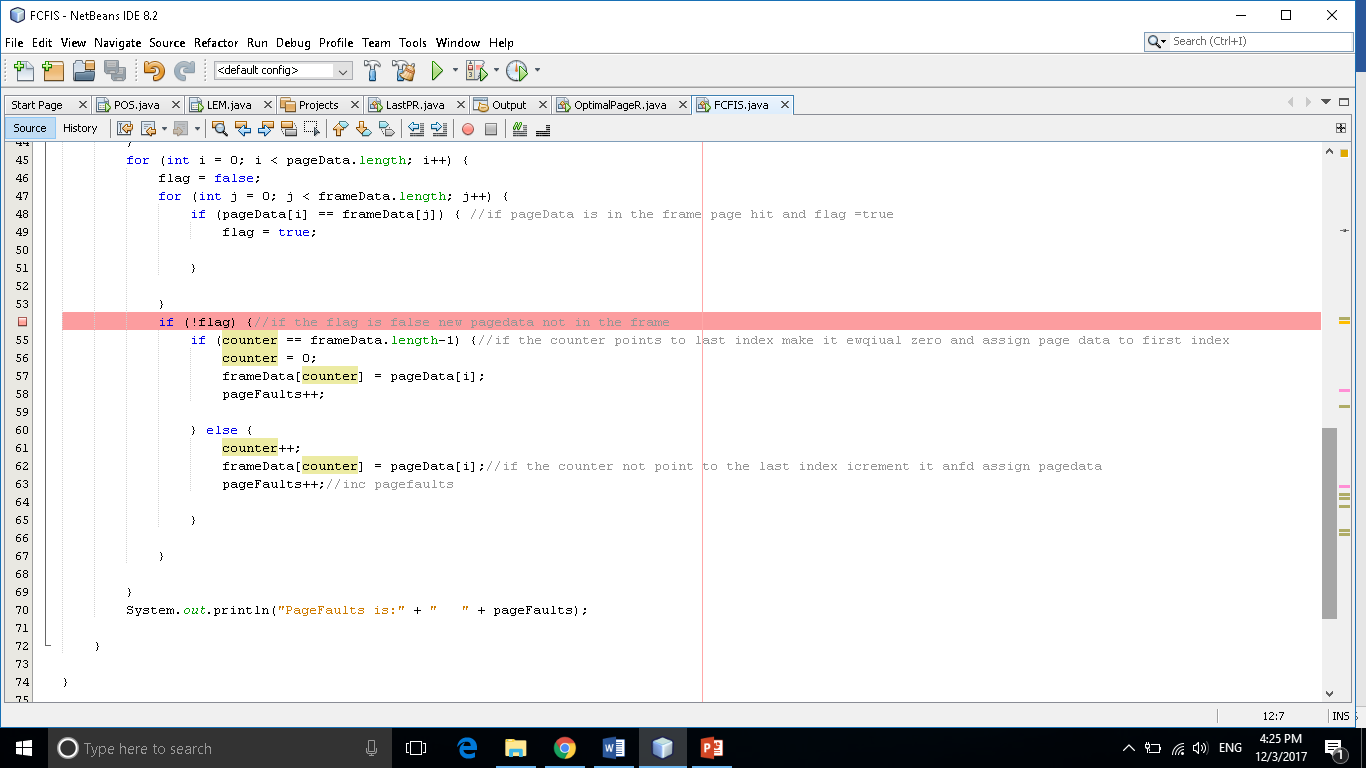 FCFIS - NetBeans IDE 8.2
File Edit View Navigate Source Refactor Run Debug Profile Team Tools Window Help
Search (Ctrl+I)
<default config>
Start Page POS.java LEM.java Projects LastPR.java Output OptimalPageR.java FCFIS.java
Source History
44 }
45 for (int i = 0; i < pageData.length; i++) {
46 flag = false;
47 for (int j = 0; j < frameData.length; j++) {
48 if (pageData[i] == frameData[j]) { //if pageData is in the frame page hit and flag =true
49 flag = true;
50
51 }
52
53 }
if (!flag) {//if the flag is false new pagedata not in the frame
55 if (counter == frameData.length-1) {//if the counter points to last index make it ewqiual zero and assign page data to first index
56 counter = 0;
57 frameData[counter] = pageData[i];
58 pageFaults++;
59
60 } else {
61 counter++;
62 frameData[counter] = pageData[i];//if the counter not point to the last index icrement it anfd assign pagedata
63 pageFaults++;//inc pagefaults
64
65 }
66
67 }
68
69 }
70 System.out.println("PageFaults is:" + "   " + pageFaults);
71
72 }
73
74 }
75
12:7 INS
Type here to search
ENG
4:25 PM
12/3/2017
1